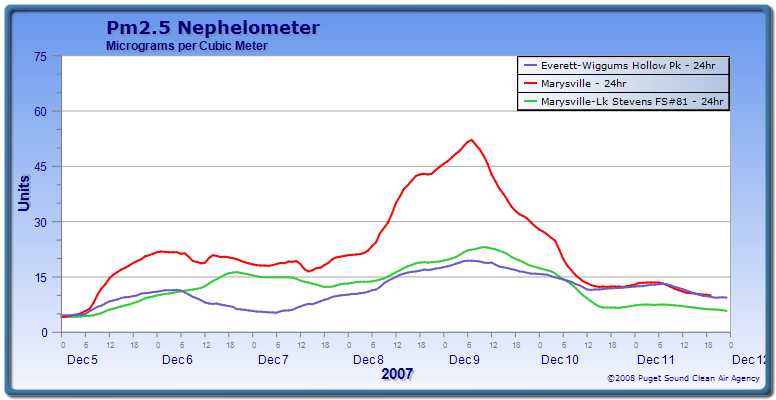 Pm2.5 Nephelometer
Micrograms per Cubic Meter
Everett-Wiggums Hollow Pk - 24hr
Marysville - 24hr
Marysville-Lk Stevens FS#81 - 24hr
Units
75
60
45
30
15
0
0 6 12 18 0 6 12 18 0 6 12 18 0 6 12 18 0 6 12 18 0 6 12 18 0 6 12 18 0
Dec 5 Dec 6 Dec 7 Dec 8 Dec 9 Dec 10 Dec 11 Dec 12
2007
©2008 Puget Sound Clean Air Agency